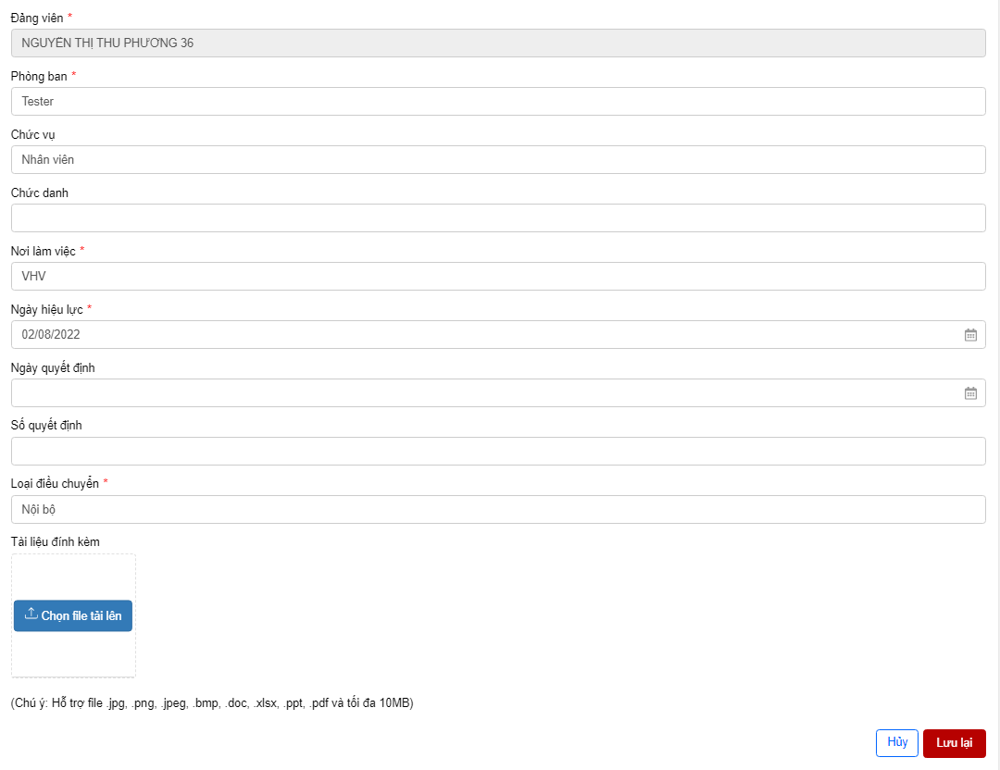 Đảng viên *
NGUYỄN THỊ THU PHƯƠNG 36
Phòng ban *
Tester
Chức vụ
Nhân viên
Chức danh
Nơi làm việc *
VHV
Ngày hiệu lực *
02/08/2022
Ngày quyết định
Số quyết định
Loại điều chuyển *
Nội bộ
Tài liệu đính kèm
Chọn file tải lên
(Chú ý: Hỗ trợ file .jpg, .png, .jpeg, .bmp, .doc, .xlsx, .ppt, .pdf và tối đa 10MB)
Hủy Lưu lại